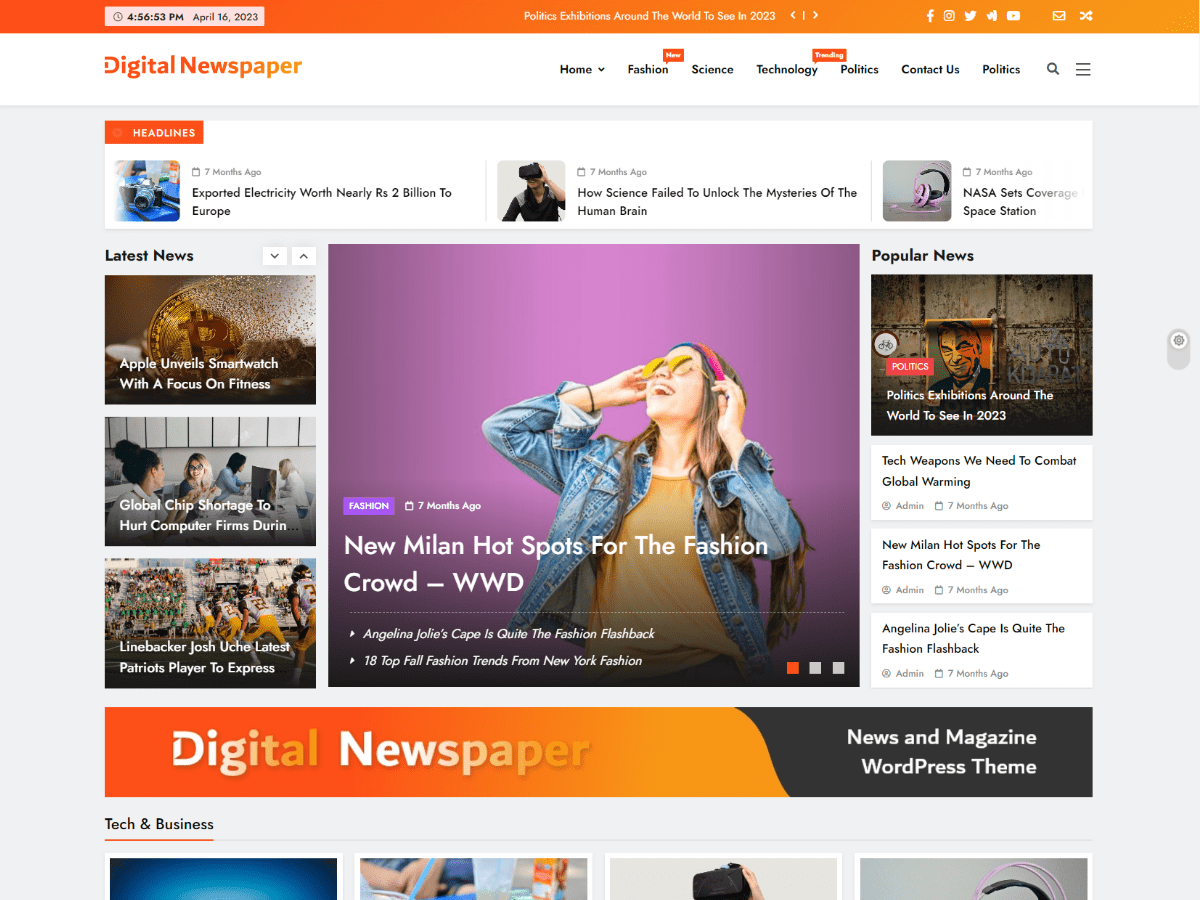 4:56:53 PM April 16, 2023
Politics Exhibitions Around The World To See In 2023
Digital Newspaper
Home
Fashion
New
Science
Technology
Trending
Politics
Contact Us
Politics
HEADLINES
7 Months Ago
Exported Electricity Worth Nearly Rs 2 Billion To
Europe
7 Months Ago
How Science Failed To Unlock The Mysteries Of The
Human Brain
7 Months Ago
NASA Sets Coverage
Space Station
Latest News
Apple Unveils Smartwatch
With A Focus On Fitness
Global Chip Shortage To
Hurt Computer Firms Durin...
Linebacker Josh Uche Latest
Patriots Player To Express
FASHION 7 Months Ago
New Milan Hot Spots For The Fashion
Crowd – WWD
Angelina Jolie's Cape Is Quite The Fashion Flashback
18 Top Fall Fashion Trends From New York Fashion
Popular News
POLITICS
Politics Exhibitions Around The
World To See In 2023
Tech Weapons We Need To Combat
Global Warming
Admin 7 Months Ago
New Milan Hot Spots For The
Fashion Crowd – WWD
Admin 7 Months Ago
Angelina Jolie's Cape Is Quite The
Fashion Flashback
Admin 7 Months Ago
Digital Newspaper
News and Magazine
WordPress Theme
Tech & Business